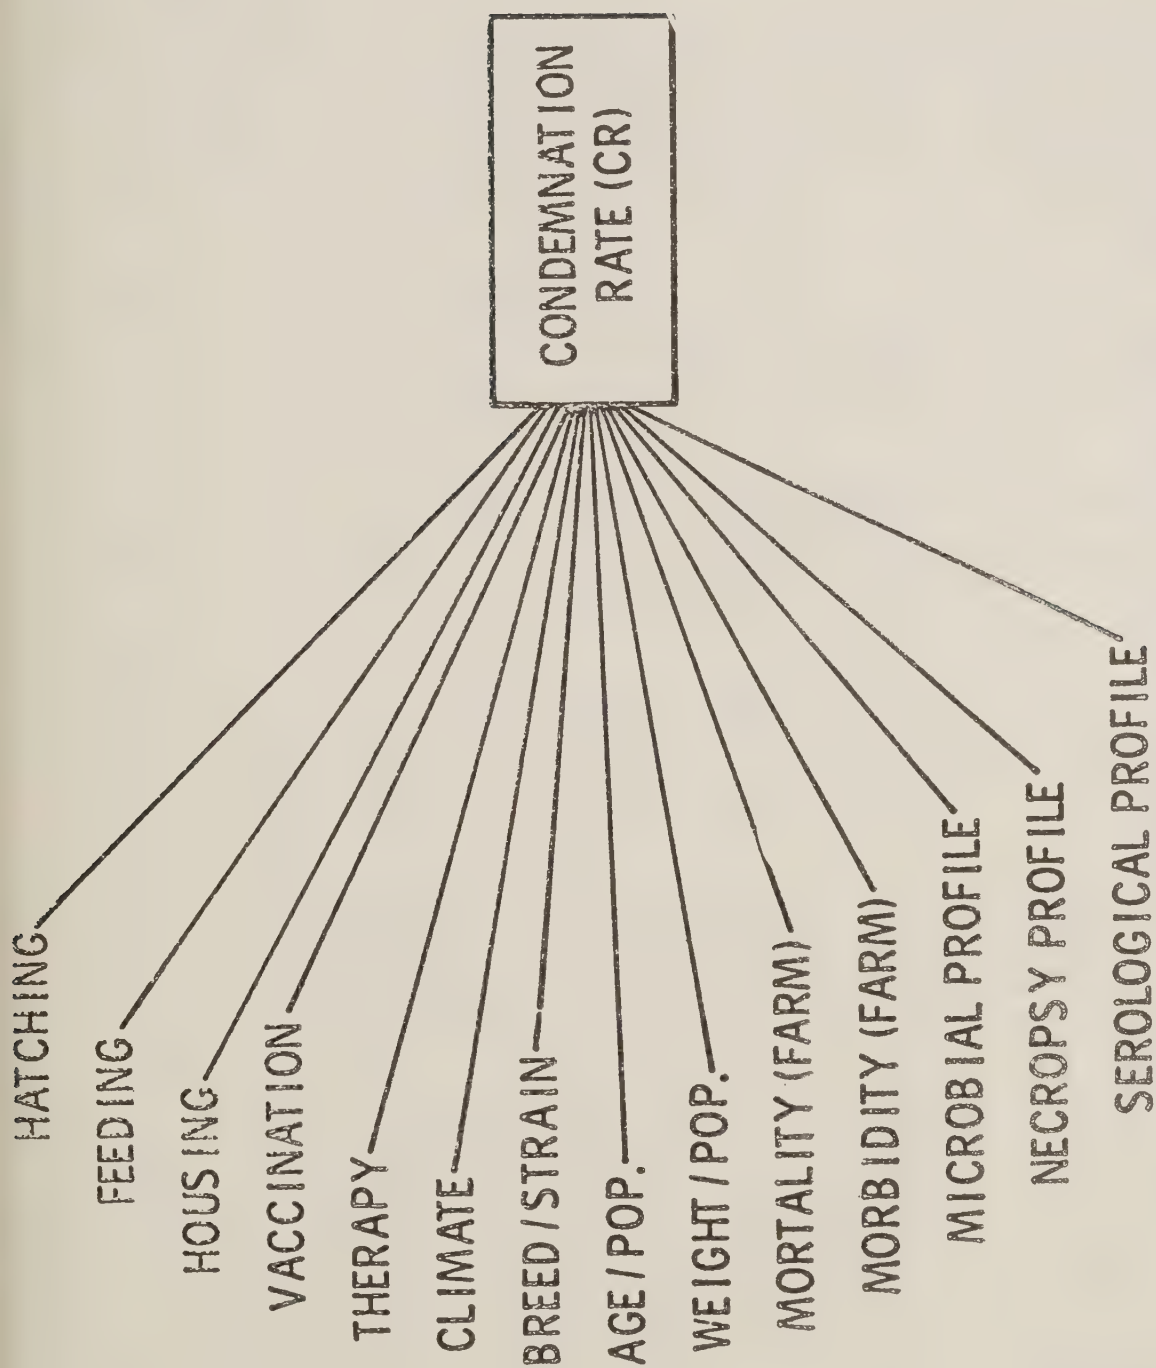 HATCHING
FEEDING
HOUSING
VACCINATION
THERAPY
CLIMATE
BREED/STRAIN
AGE/POP.
WEIGHT/POP.
MORTALITY (FARM)
MORBIDITY (FARM)
MICROBIAL PROFILE
NECROPSY PROFILE
SEROLOGICAL PROFILE
CONDEMNATION
RATE (CR)